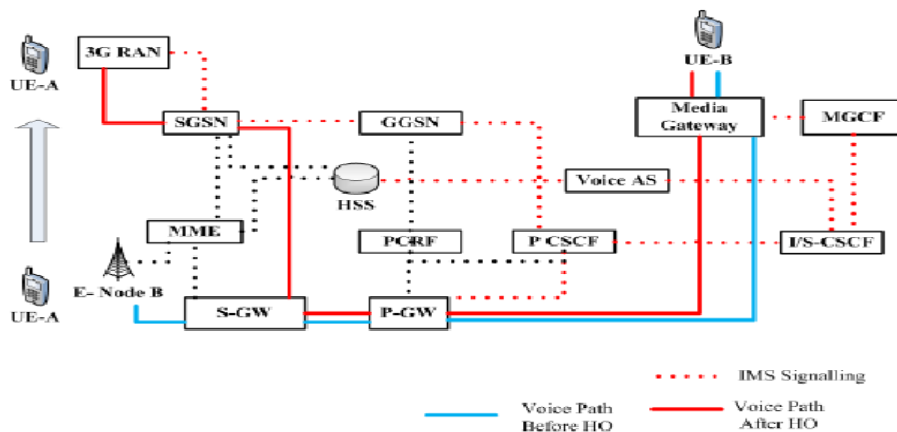 3G RAN
UE-A
UE-B
SGSN
GGSN
Media
Gateway
MGCF
Voice AS
HSS
MME
PCRF
P CSCF
I/S-CSCF
E- Node B
UE-A
S-GW
P-GW
IMS Signalling
Voice Path
Before HO
Voice Path
After HO